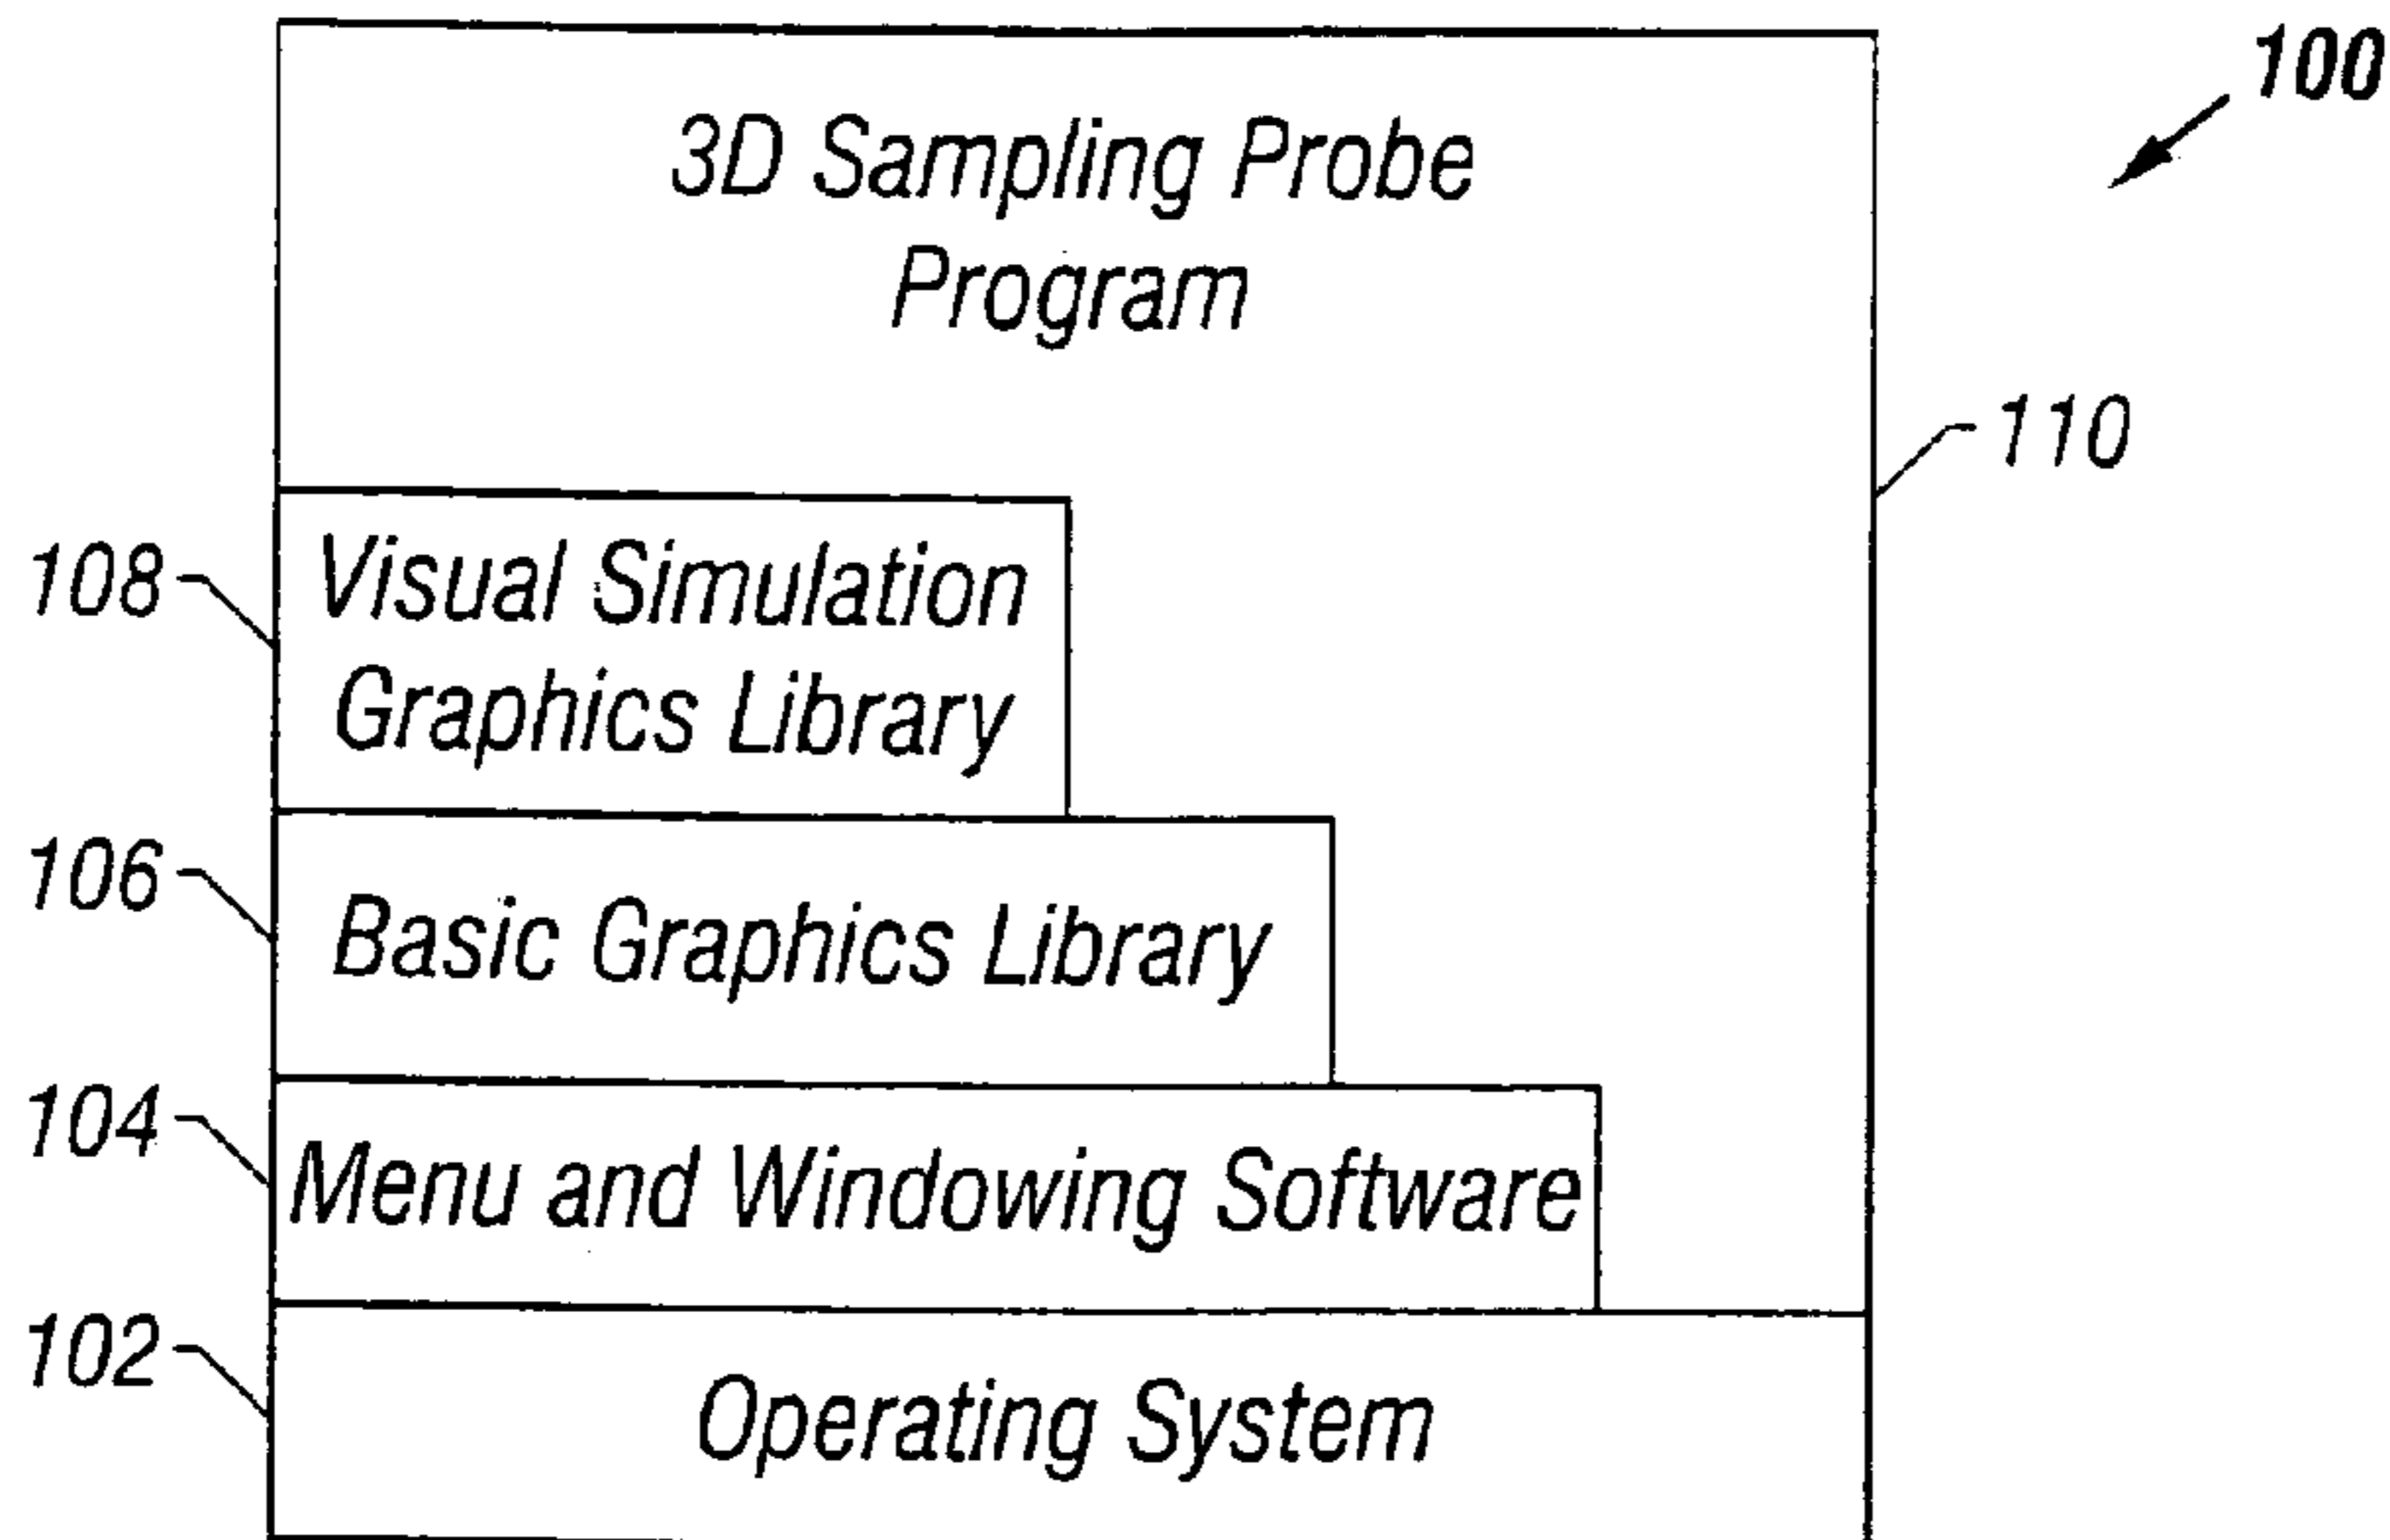 100
3D Sampling Probe
Program
110
108
Visual Simulation
Graphics Library
106
Basic Graphics Library
104
Menu and Windowing Software
102
Operating System